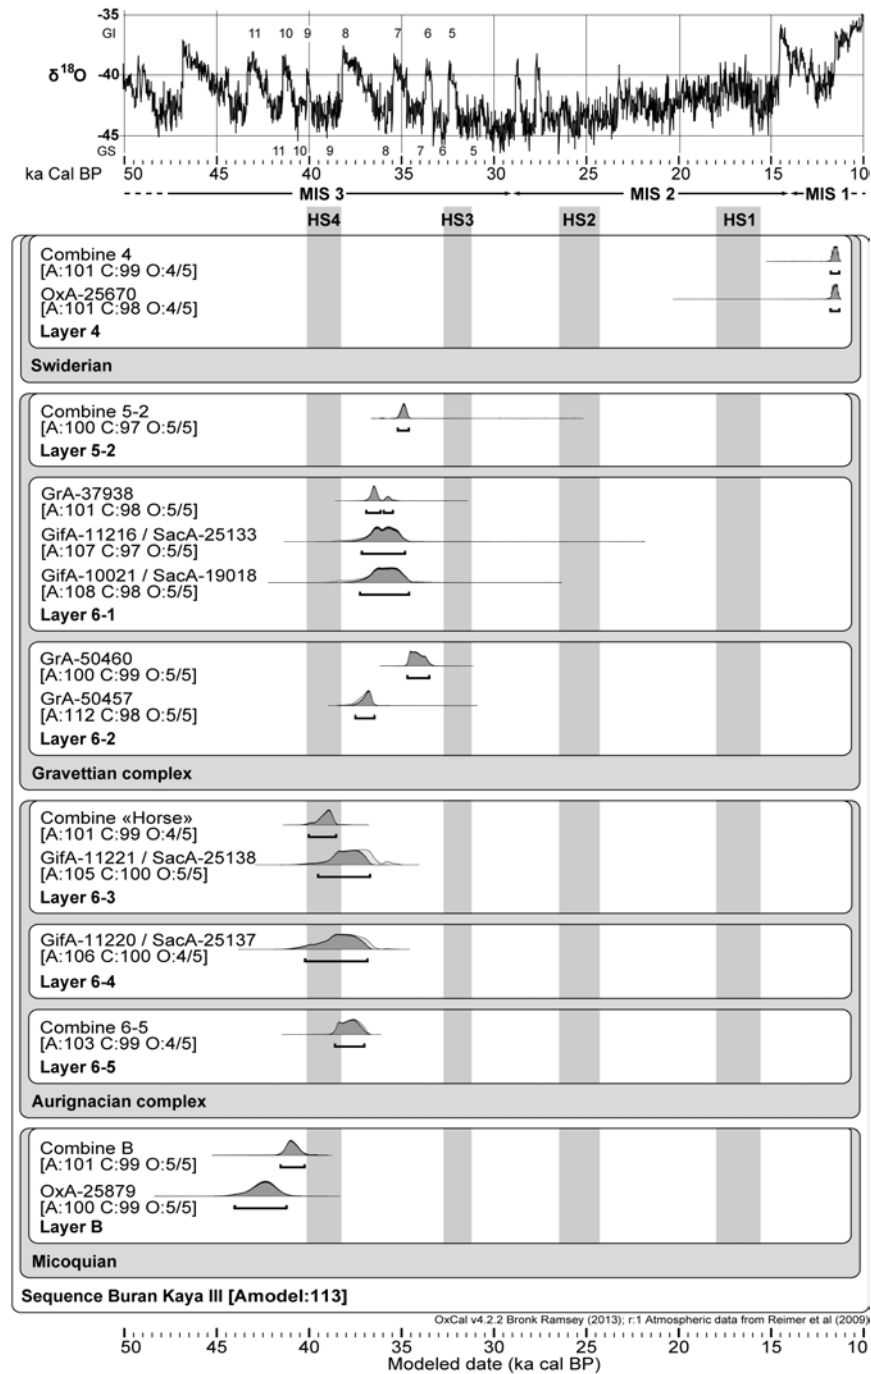 -35
GI
11 10 9 8 7 6 5
δ18O
-40
-45
GS
11 10 9 8 7 6 5
50 45 40 35 30 25 20 15 10
ka Cal BP
MIS 3 MIS 2 MIS 1
HS4 HS3 HS2 HS1
Combine 4
[A:101 C:99 O:4/5]
OxA-25670
[A:101 C:98 O:4/5]
Layer 4
Swiderian
Combine 5-2
[A:100 C:97 O:5/5]
Layer 5-2
GrA-37938
[A:101 C:98 O:5/5]
GifA-11216 / SacA-25133
[A:107 C:97 O:5/5]
GifA-10021 / SacA-19018
[A:108 C:98 O:5/5]
Layer 6-1
GrA-50460
[A:100 C:99 O:5/5]
GrA-50457
[A:112 C:98 O:5/5]
Layer 6-2
Gravettian complex
Combine «Horse»
[A:101 C:99 O:4/5]
GifA-11221 / SacA-25138
[A:105 C:100 O:5/5]
Layer 6-3
GifA-11220 / SacA-25137
[A:106 C:100 O:4/5]
Layer 6-4
Combine 6-5
[A:103 C:99 O:4/5]
Layer 6-5
Aurignacian complex
Combine B
[A:101 C:99 O:5/5]
OxA-25879
[A:100 C:99 O:5/5]
Layer B
Micoquian
Sequence Buran Kaya III [Amodel:113]
OxCal v4.2.2 Bronk Ramsey (2013); r:1 Atmospheric data from Reimer et al (2009)
50 45 40 35 30 25 20 15 10
Modeled date (ka cal BP)